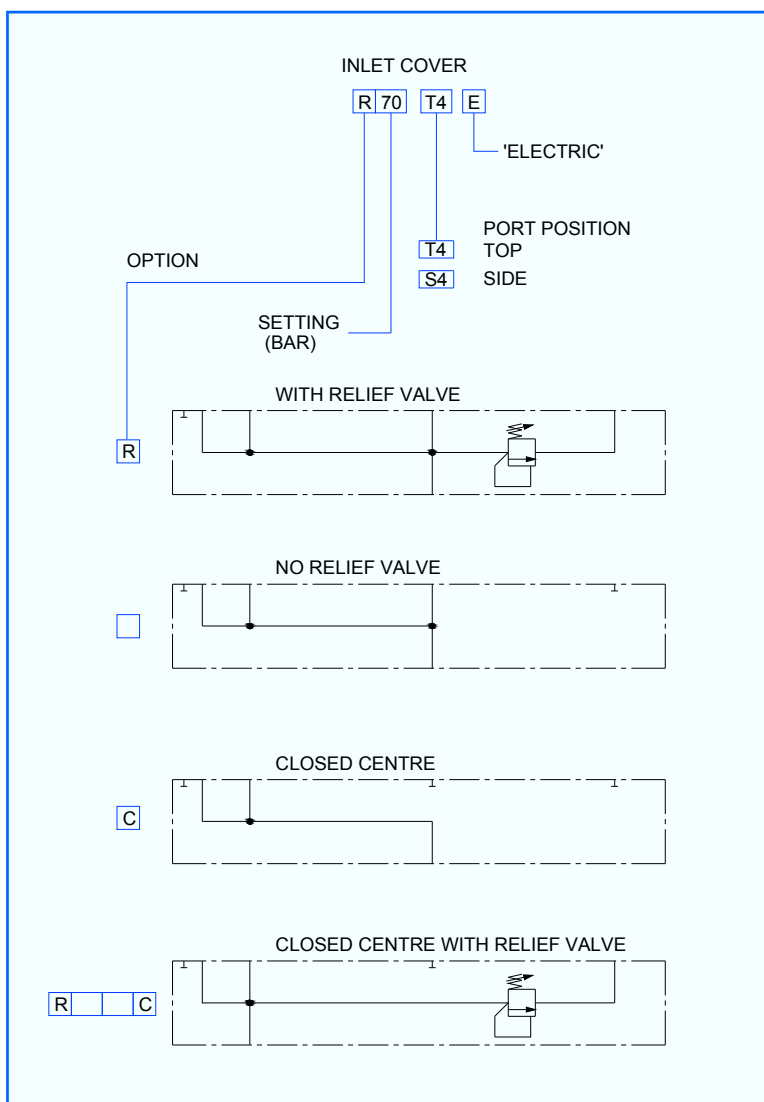 INLET COVER
R 70 T4 E
'ELECTRIC'
PORT POSITION
T4 TOP
S4 SIDE
OPTION
SETTING
(BAR)
WITH RELIEF VALVE
R
NO RELIEF VALVE
CLOSED CENTRE
C
CLOSED CENTRE WITH RELIEF VALVE
R C